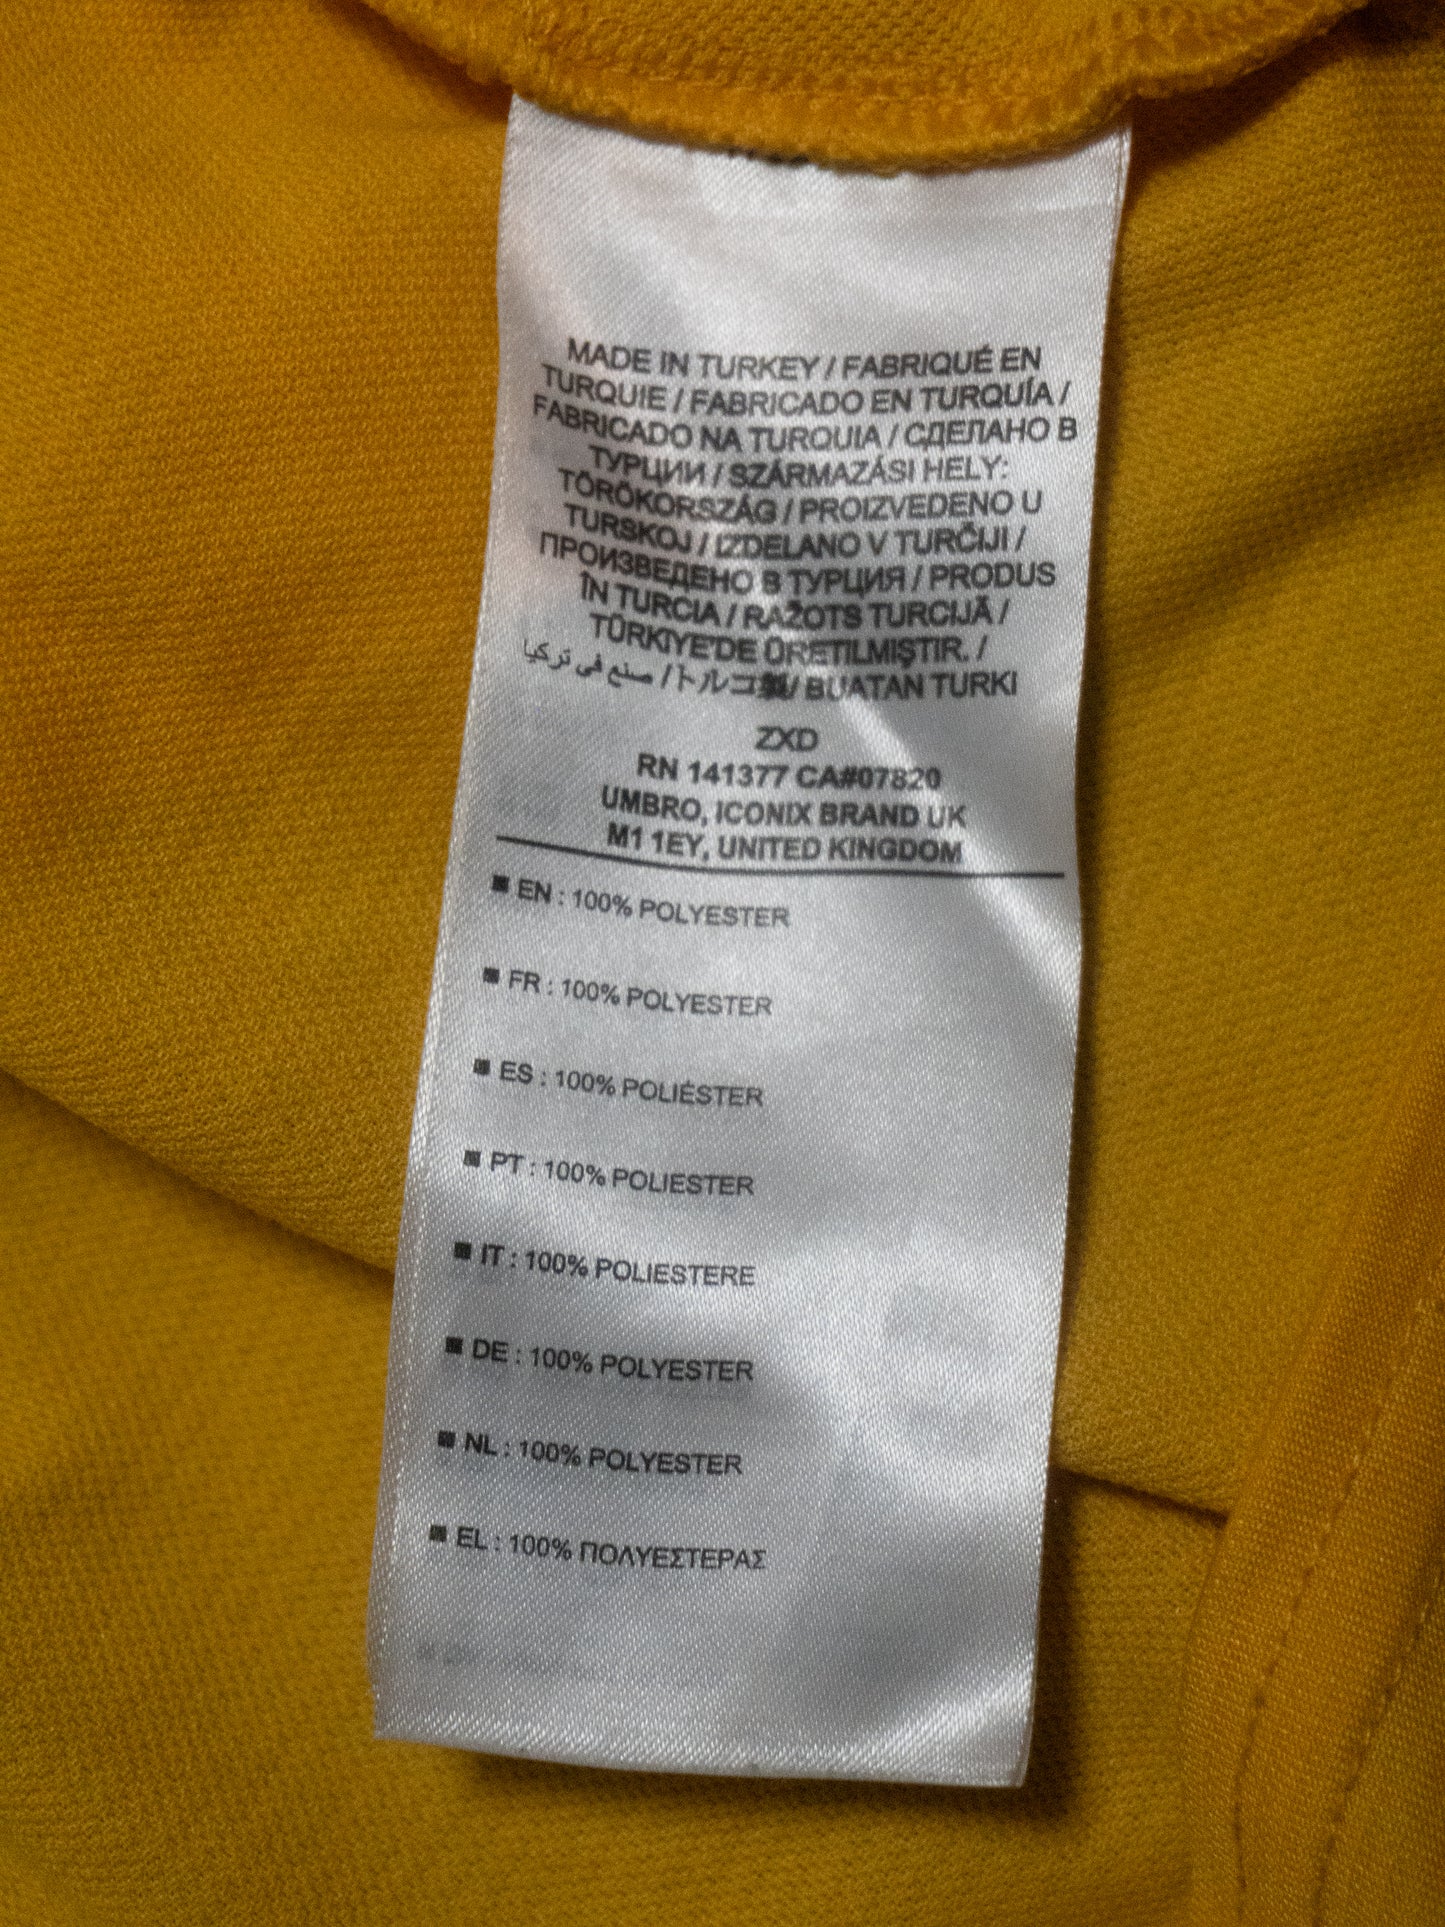 MADE IN TURKEY / FABRIQUÉ EN
TURQUIE / FABRICADO EN TURQUÍA /
FABRICADO NA TURQUIA / СДЕЛАНО В
ТУРЦИИ / SZÁRMAZÁSI HELY:
TÖRÖKORSZÁG / PROIZVEDENO U
TURSKOJ / IZDELANO V TURČIJI /
ПРОИЗВЕДЕНО В ТУРЦИЯ / PRODUS
ÎN TURCIA / RAŽOTS TURCIJĀ /
TÜRKIYE'DE ÜRETILMIŞTIR. /
صنع في تركيا / トルコ製/ BUATAN TURKI
ZXD
RN 141377 CA#07820
UMBRO, ICONIX BRAND UK
M1 1EY, UNITED KINGDOM
■ EN : 100% POLYESTER
■ FR : 100% POLYESTER
■ ES : 100% POLIÉSTER
■ PT : 100% POLIESTER
■ IT : 100% POLIESTERE
■ DE : 100% POLYESTER
■ NL : 100% POLYESTER
■ EL : 100% ΠΟΛΥΕΣΤΕΡΑΣ